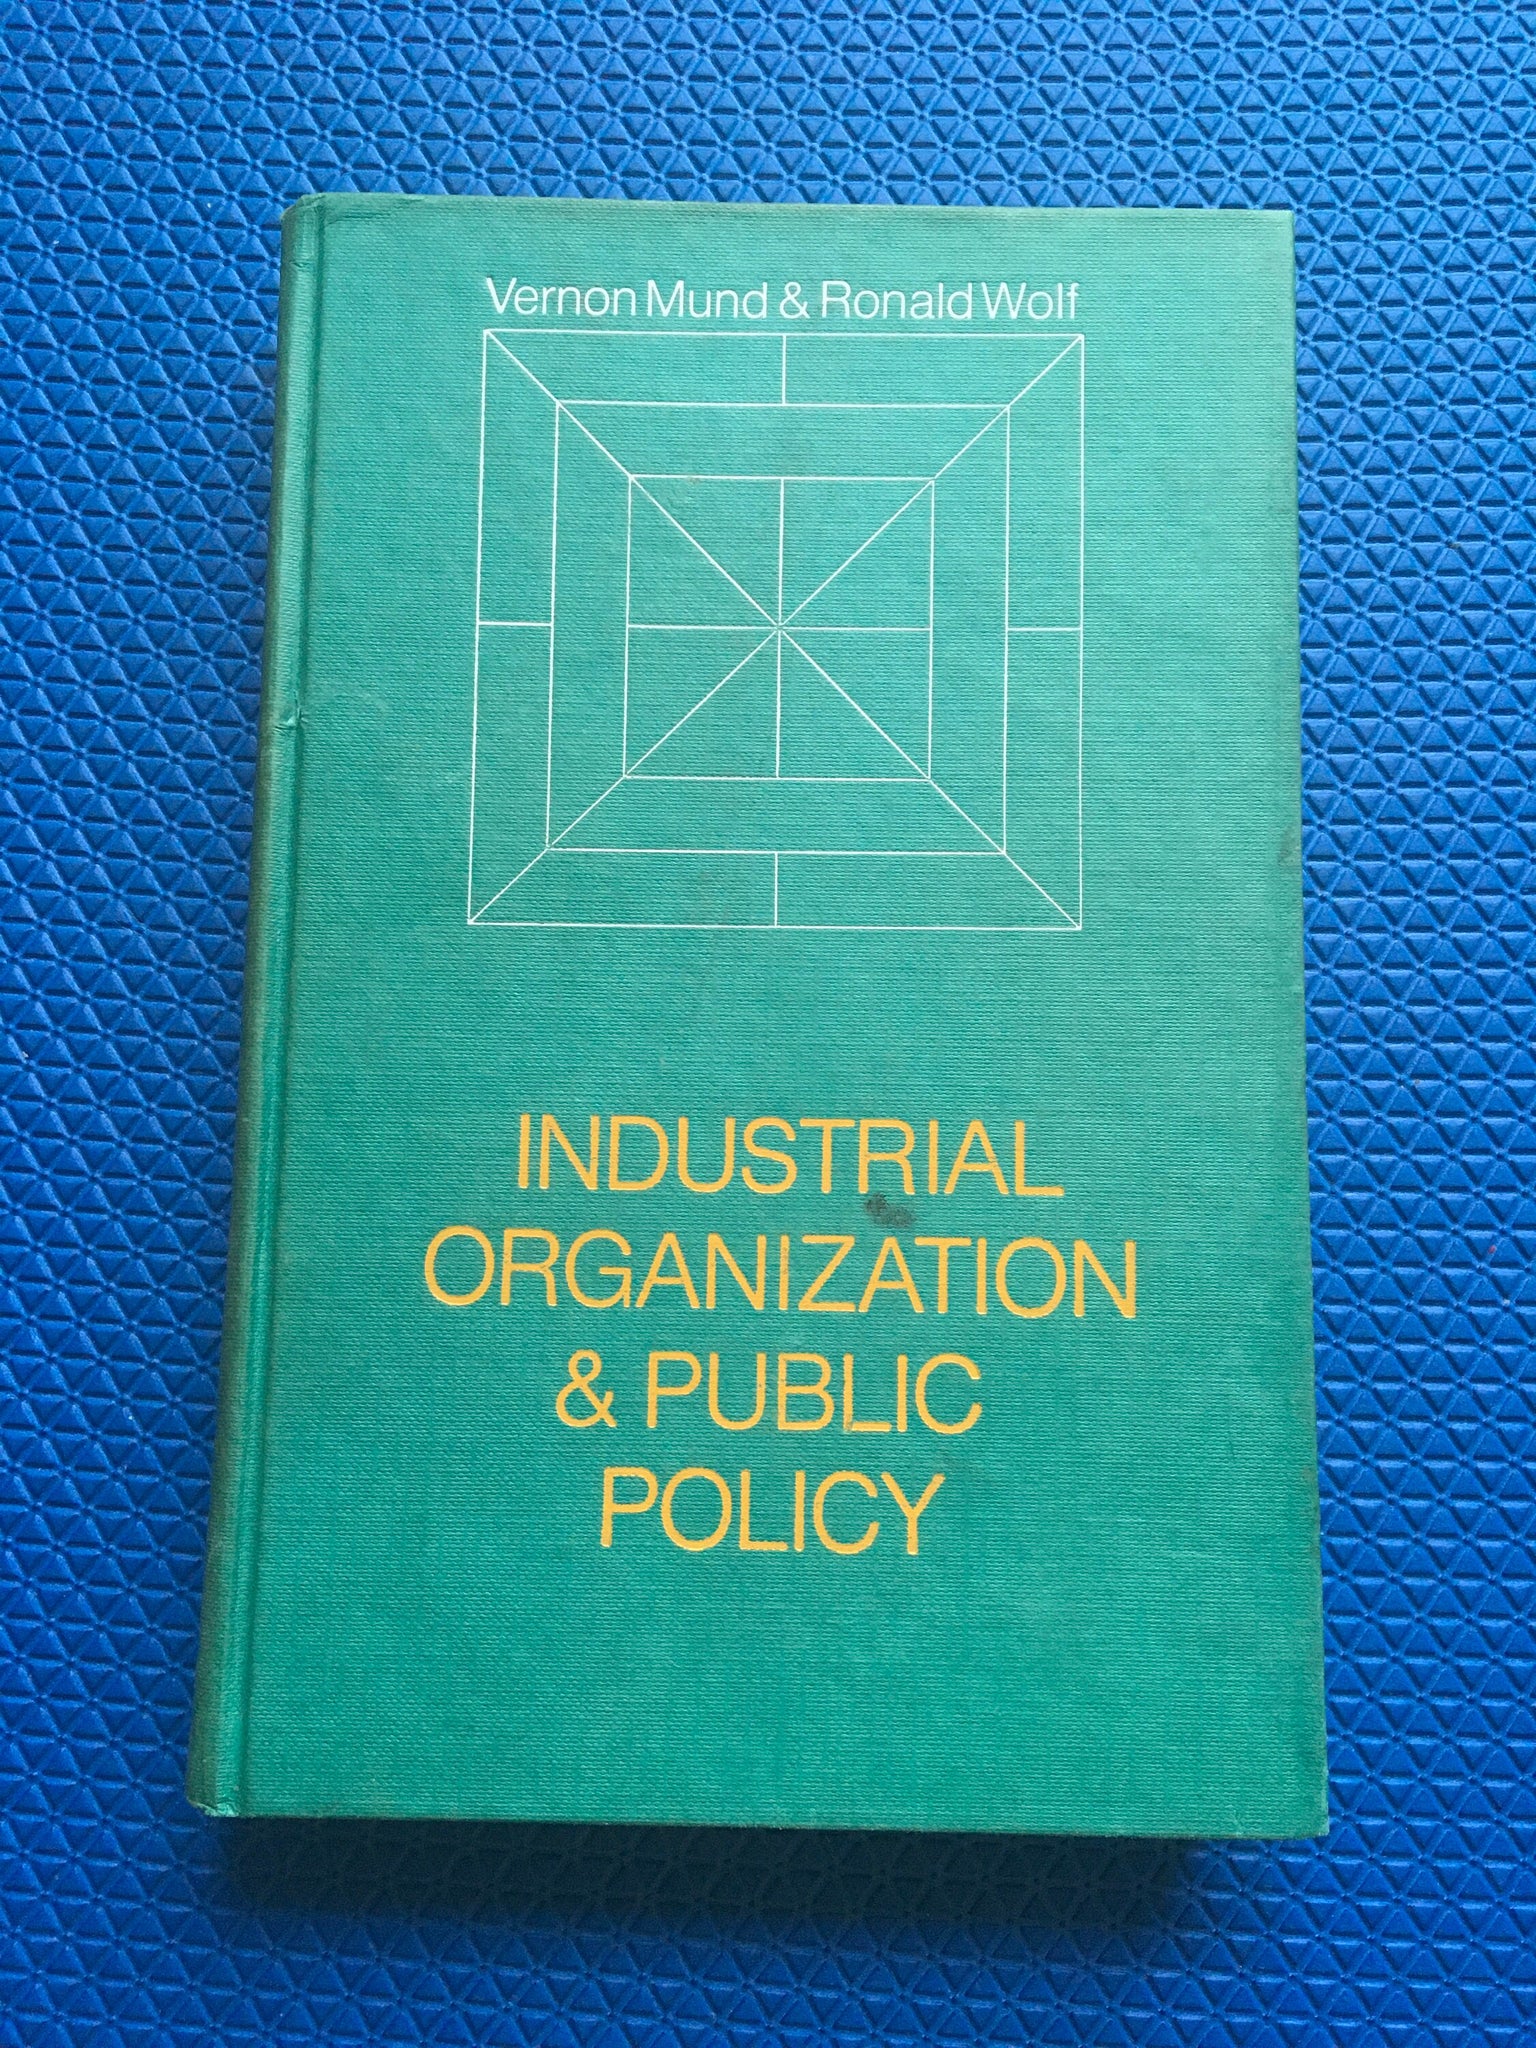 Vernon Mund & Ronald Wolf
INDUSTRIAL
ORGANIZATION
& PUBLIC
POLICY